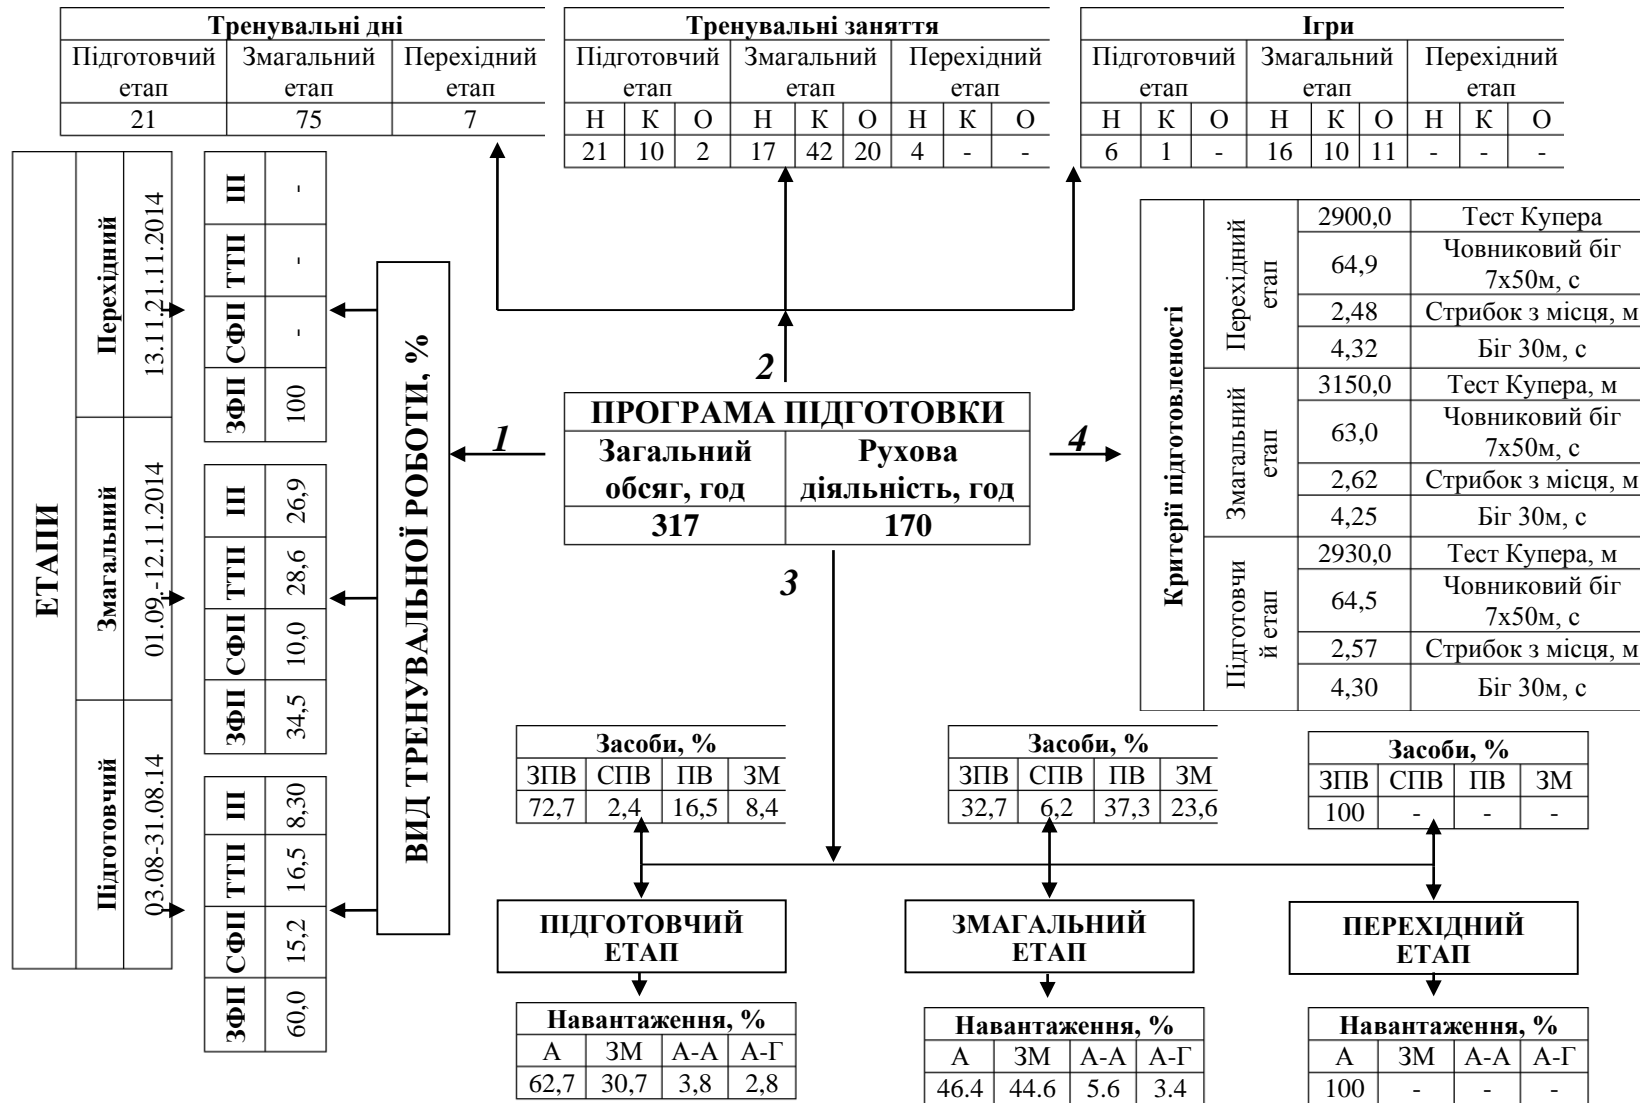 Тренувальні дні
Підготовчий етап Змагальний етап Перехідний етап
21 75 7
Тренувальні заняття
Підготовчий етап Змагальний етап Перехідний етап
Н К О Н К О Н К О
21 10 2 17 42 20 4 - -
Ігри
Підготовчий етап Змагальний етап Перехідний етап
Н К О Н К О Н К О
6 1 - 16 10 11 - - -
ЕТАПИ
Перехідний
13.11.21.11.2014
Змагальний
01.09.-12.11.2014
Підготовчий
03.08-31.08.14
ЗФП СФП ТТП ІП
100 - - -
ЗФП СФП ТТП ІП
34,5 10,0 28,6 26,9
ЗФП СФП ТТП ІП
60,0 15,2 16,5 8,30
ВИД ТРЕНУВАЛЬНОЇ РОБОТИ, %
1
2
3
4
ПРОГРАМА ПІДГОТОВКИ
Загальний Рухова
обсяг, год діяльність, год
317 170
Критерії підготовленості
Перехідний
етап
2900,0 Тест Купера
64,9 Човниковий біг
7х50м, с
2,48 Стрибок з місця, м
4,32 Біг 30м, с
Змагальний
етап
3150,0 Тест Купера, м
63,0 Човниковий біг
7х50м, с
2,62 Стрибок з місця, м
4,25 Біг 30м, с
Підготовчи
й етап
2930,0 Тест Купера, м
64,5 Човниковий біг
7х50м, с
2,57 Стрибок з місця, м
4,30 Біг 30м, с
Засоби, %
ЗПВ СПВ ПВ ЗМ
72,7 2,4 16,5 8,4
Засоби, %
ЗПВ СПВ ПВ ЗМ
32,7 6,2 37,3 23,6
Засоби, %
ЗПВ СПВ ПВ ЗМ
100 - - -
ПІДГОТОВЧИЙ
ЕТАП
ЗМАГАЛЬНИЙ
ЕТАП
ПЕРЕХІДНИЙ
ЕТАП
Навантаження, %
А ЗМ А-А А-Г
62,7 30,7 3,8 2,8
Навантаження, %
А ЗМ А-А А-Г
46.4 44.6 5.6 3.4
Навантаження, %
А ЗМ А-А А-Г
100 - - -